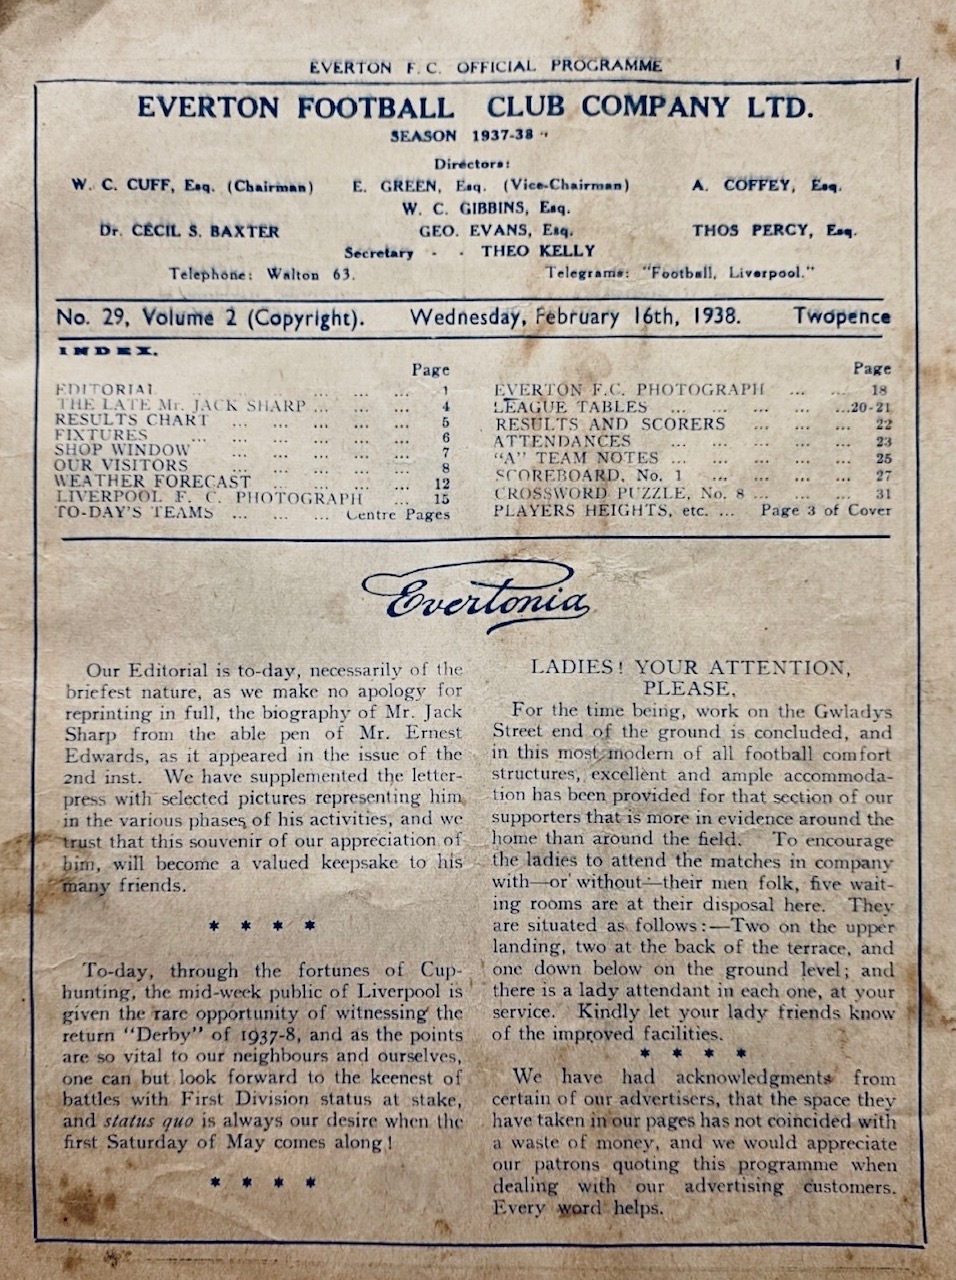 EVERTON F. C. OFFICIAL PROGRAMME 1
EVERTON FOOTBALL CLUB COMPANY LTD.
SEASON 1937-38
Directors:
W. C. CUFF, Esq. (Chairman) E. GREEN, Esq. (Vice-Chairman) A. COFFEY, Esq.
W. C. GIBBINS, Esq.
Dr. CECIL S. BAXTER GEO. EVANS, Esq. THOS PERCY, Esq.
Secretary - - THEO KELLY
Telephone: Walton 63. Telegrams: "Football, Liverpool."
No. 29, Volume 2 (Copyright). Wednesday, February 16th, 1938. Twopence
INDEX.
Page
EDITORIAL ... ... ... ... 1
THE LATE Mr. JACK SHARP ... ... ... 4
RESULTS CHART ... ... ... ... 5
FIXTURES ... ... ... ... 6
SHOP WINDOW ... ... ... ... 7
OUR VISITORS ... ... ... ... 8
WEATHER FORECAST ... ... ... 12
LIVERPOOL F. C. PHOTOGRAPH ... 15
TO-DAY'S TEAMS ... ... ... Centre Pages
Page
EVERTON F.C. PHOTOGRAPH ... ... 18
LEAGUE TABLES ... ... ... ...20-21
RESULTS AND SCORERS ... ... ... 22
ATTENDANCES ... ... ... ... 23
"A" TEAM NOTES ... ... ... ... 25
SCOREBOARD, No. 1 ... ... ... 27
CROSSWORD PUZZLE, No. 8 ... ... ... 31
PLAYERS HEIGHTS, etc. ... Page 3 of Cover
Evertonia
Our Editorial is to-day, necessarily of the
briefest nature, as we make no apology for
reprinting in full, the biography of Mr. Jack
Sharp from the able pen of Mr. Ernest
Edwards, as it appeared in the issue of the
2nd inst. We have supplemented the letter-
press with selected pictures representing him
in the various phases of his activities, and we
trust that this souvenir of our appreciation of
him, will become a valued keepsake to his
many friends.
* * * *
To-day, through the fortunes of Cup-
hunting, the mid-week public of Liverpool is
given the rare opportunity of witnessing the
return "Derby" of 1937-8, and as the points
are so vital to our neighbours and ourselves,
one can but look forward to the keenest of
battles with First Division status at stake,
and status quo is always our desire when the
first Saturday of May comes along!
* * * *
LADIES! YOUR ATTENTION,
PLEASE.
For the time being, work on the Gwladys
Street end of the ground is concluded, and
in this most modern of all football comfort
structures, excellent and ample accommoda-
tion has been provided for that section of our
supporters that is more in evidence around the
home than around the field. To encourage
the ladies to attend the matches in company
with—or without—their men folk, five wait-
ing rooms are at their disposal here. They
are situated as follows:—Two on the upper
landing, two at the back of the terrace, and
one down below on the ground level; and
there is a lady attendant in each one, at your
service. Kindly let your lady friends know
of the improved facilities.
* * * *
We have had acknowledgments from
certain of our advertisers, that the space they
have taken in our pages has not coincided with
a waste of money, and we would appreciate
our patrons quoting this programme when
dealing with our advertising customers.
Every word helps.